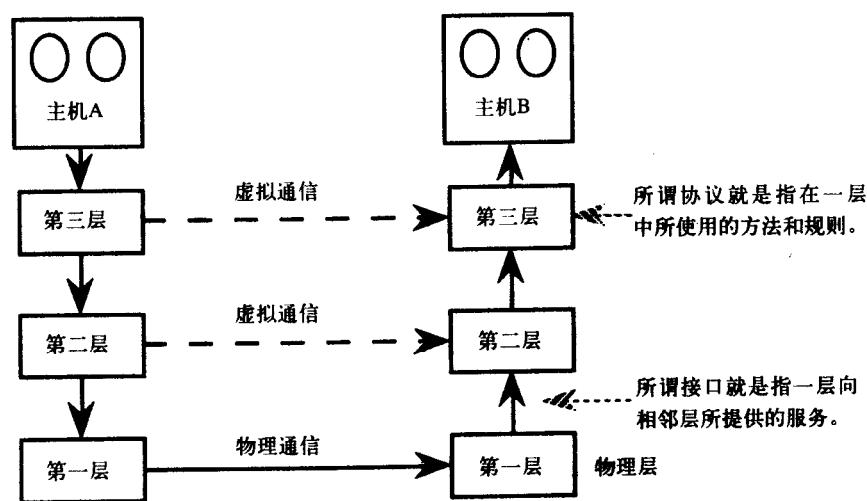 主机A
主机B
虚拟通信
第三层
第三层
所谓协议就是指在一层
中所使用的方法和规则。
虚拟通信
第二层
第二层
所谓接口就是指一层向
相邻层所提供的服务。
物理通信
第一层
第一层
物理层